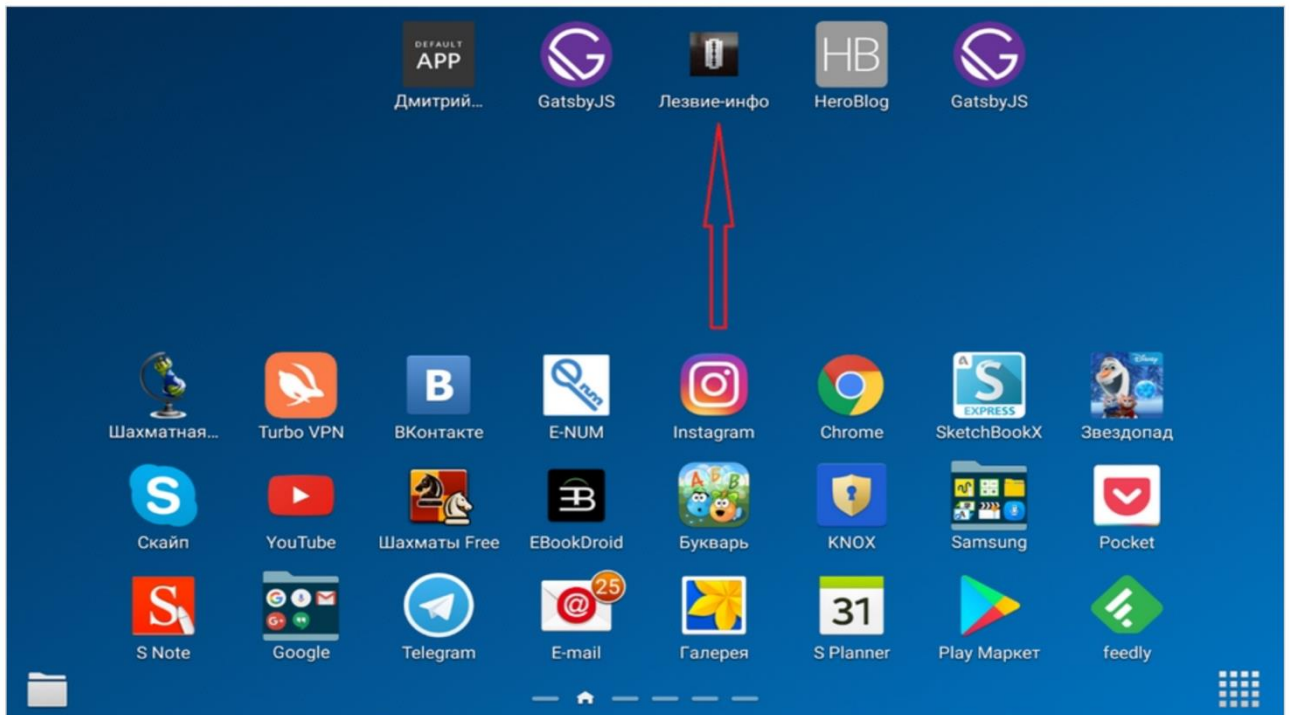 DEFAULT
APP
HB
Дмитрий...
GatsbyJS
Лезвие-инфо
HeroBlog
GatsbyJS
B
num
A
S
EXPRESS
Disney
Шахматная...
Turbo VPN
ВКонтакте
E-NUM
Instagram
Chrome
SketchBookX
Звездопад
S
А Б В
Скайп
YouTube
Шахматы Free
EBookDroid
Букварь
KNOX
Samsung
Pocket
S
G+
@
25
31
S Note
Google
Telegram
E-mail
Галерея
S Planner
Play Маркет
feedly